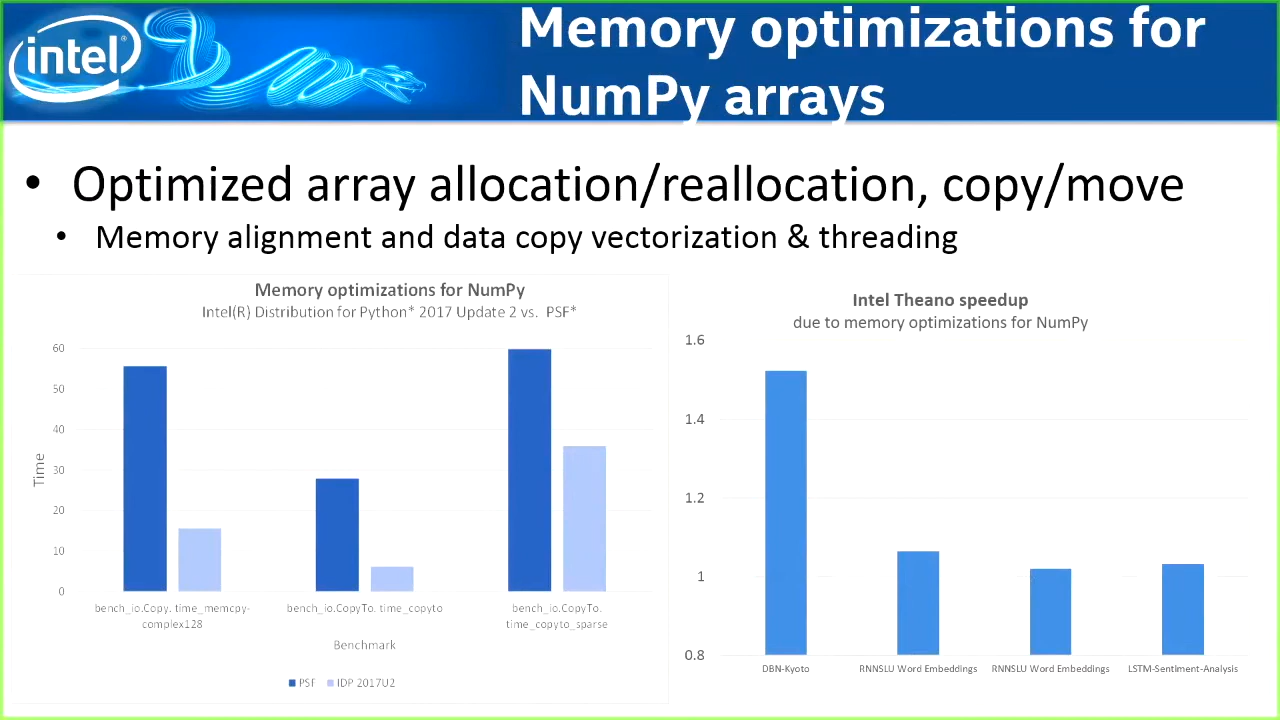 intel®
Memory optimizations for
NumPy arrays
• Optimized array allocation/reallocation, copy/move
• Memory alignment and data copy vectorization & threading
Memory optimizations for NumPy
Intel(R) Distribution for Python* 2017 Update 2 vs. PSF*
60
50
40
30
20
10
0
Time
bench_io.Copy. time_memcpy-
complex128
bench_io.CopyTo. time_copyto
bench_io.CopyTo.
time_copyto_sparse
Benchmark
PSF IDP 2017U2
Intel Theano speedup
due to memory optimizations for NumPy
1.6
1.4
1.2
1
0.8
DBN-Kyoto RNNSLU Word Embeddings RNNSLU Word Embeddings LSTM-Sentiment-Analysis